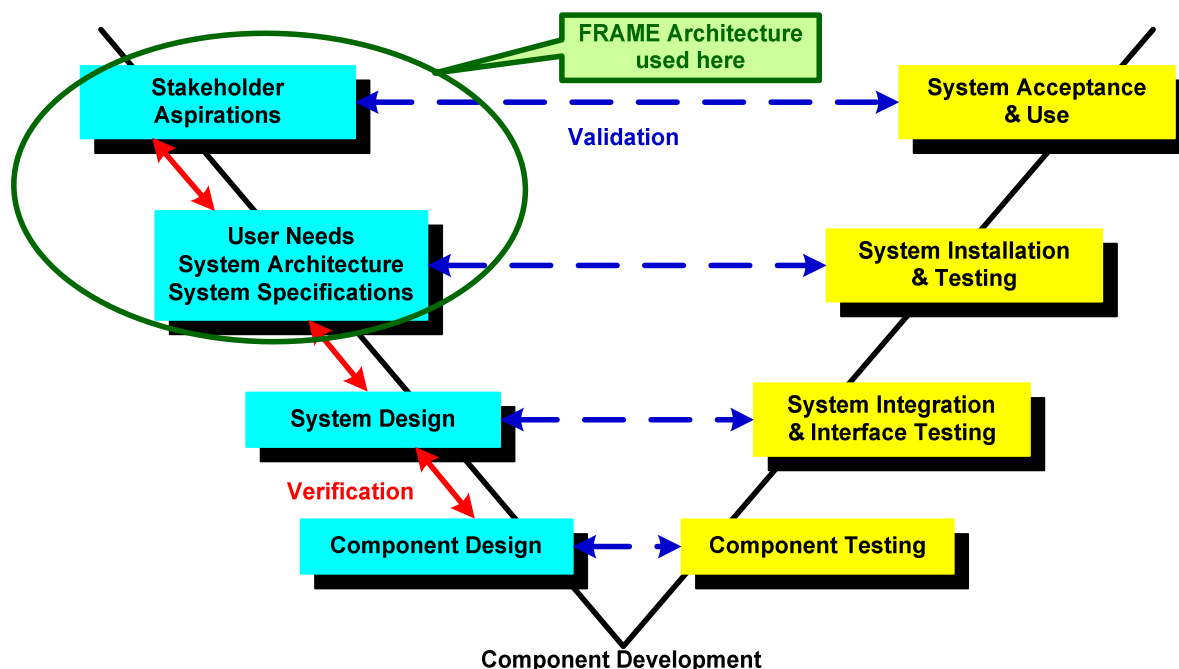 FRAME Architecture
used here
Stakeholder
Aspirations
System Acceptance
& Use
Validation
User Needs
System Architecture
System Specifications
System Installation
& Testing
System Design
System Integration
& Interface Testing
Verification
Component Design
Component Testing
Component Development